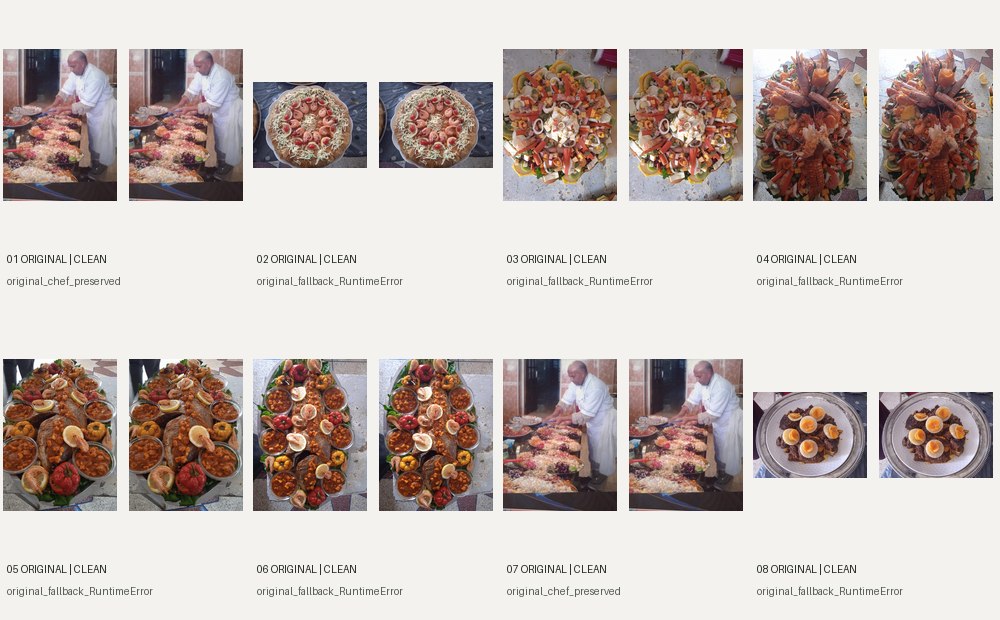 01 ORIGINAL | CLEAN
original_chef_preserved
02 ORIGINAL | CLEAN
original_fallback_RuntimeError
03 ORIGINAL | CLEAN
original_fallback_RuntimeError
04 ORIGINAL | CLEAN
original_fallback_RuntimeError
05 ORIGINAL | CLEAN
original_fallback_RuntimeError
06 ORIGINAL | CLEAN
original_fallback_RuntimeError
07 ORIGINAL | CLEAN
original_chef_preserved
08 ORIGINAL | CLEAN
original_fallback_RuntimeError